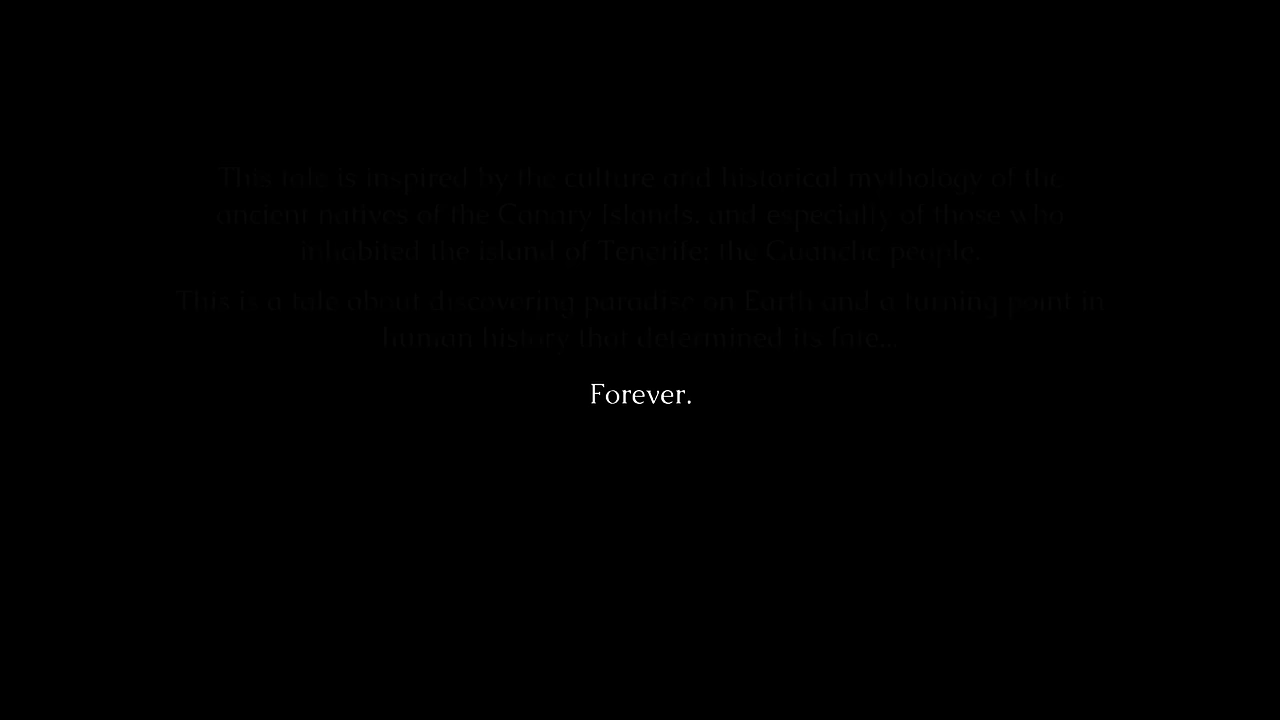 This tale is inspired by the culture and historical mythology of the
ancient natives of the Canary Islands, and especially of those who
inhabited the island of Tenerife: the Guanche people.
This is a tale about discovering paradise on Earth and a turning point in
human history that determined its fate...
Forever.